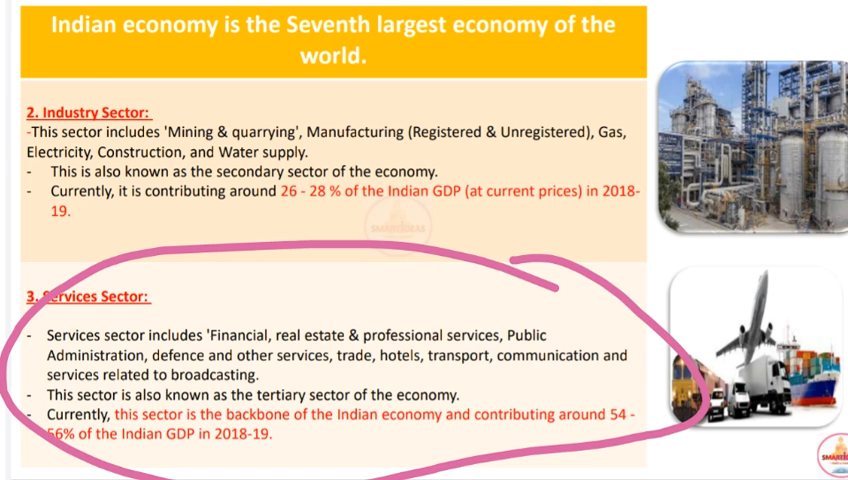 Indian economy is the Seventh largest economy of the
world.
2. Industry Sector:
-This sector includes 'Mining & quarrying', Manufacturing (Registered & Unregistered), Gas,
Electricity, Construction, and Water supply.
- This is also known as the secondary sector of the economy.
- Currently, it is contributing around 26 - 28 % of the Indian GDP (at current prices) in 2018-
19.
3. Services Sector:
- Services sector includes 'Financial, real estate & professional services, Public
Administration, defence and other services, trade, hotels, transport, communication and
services related to broadcasting.
- This sector is also known as the tertiary sector of the economy.
- Currently, this sector is the backbone of the Indian economy and contributing around 54 -
56% of the Indian GDP in 2018-19.